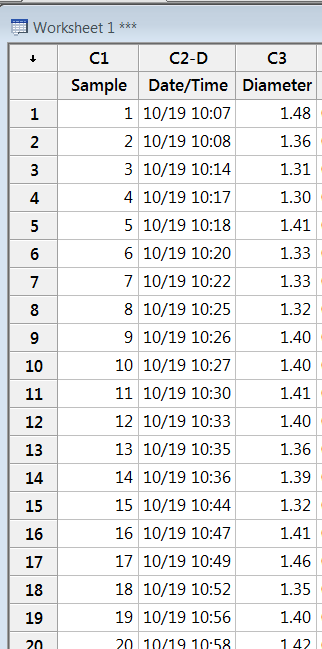 Worksheet 1 ***
↓ C1 C2-D C3
Sample Date/Time Diameter
1 1 10/19 10:07 1.48
2 2 10/19 10:08 1.36
3 3 10/19 10:14 1.31
4 4 10/19 10:17 1.30
5 5 10/19 10:18 1.41
6 6 10/19 10:20 1.33
7 7 10/19 10:22 1.33
8 8 10/19 10:25 1.32
9 9 10/19 10:26 1.40
10 10 10/19 10:27 1.40
11 11 10/19 10:30 1.41
12 12 10/19 10:33 1.40
13 13 10/19 10:35 1.36
14 14 10/19 10:36 1.39
15 15 10/19 10:44 1.32
16 16 10/19 10:47 1.41
17 17 10/19 10:49 1.46
18 18 10/19 10:52 1.35
19 19 10/19 10:56 1.40
20 20 10/19 10:58 1.42